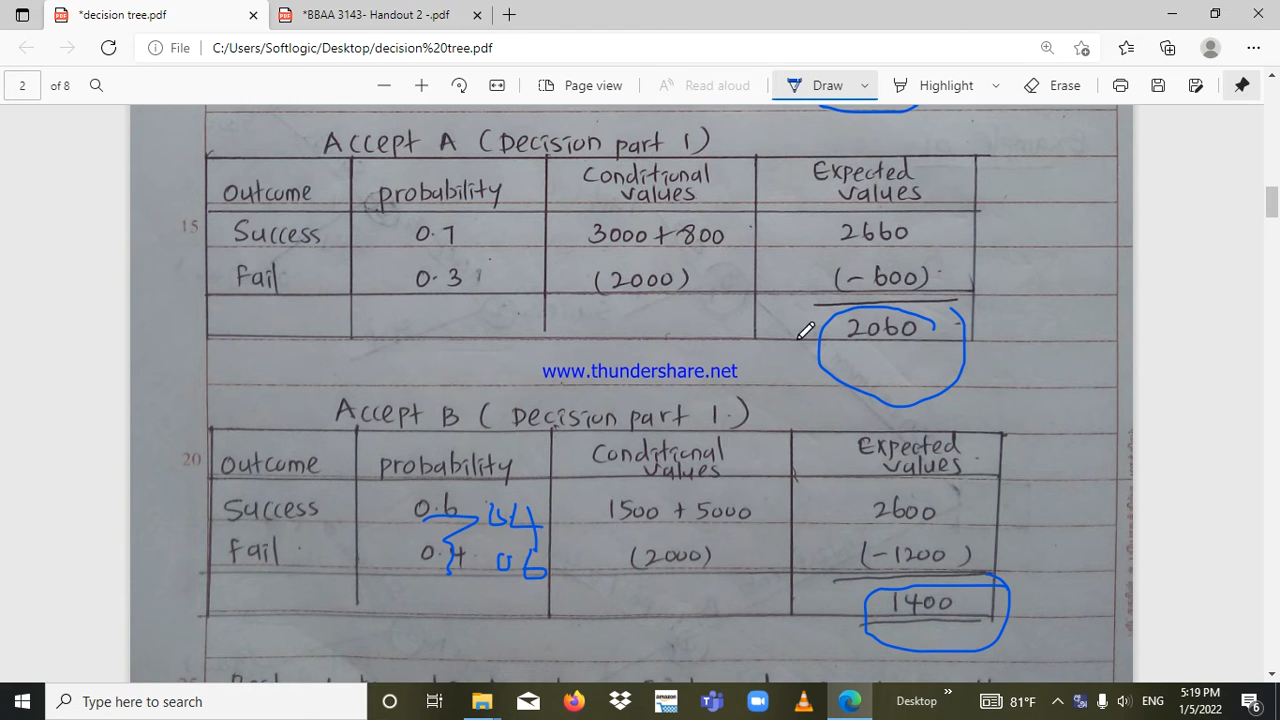 *decision tree.pdf
*BBAA 3143- Handout 2 -.pdf
File C:/Users/Softlogic/Desktop/decision%20tree.pdf
2 of 8 Page view Read aloud Draw Highlight Erase
Accept A (Decision part 1)
Outcome probability Conditional values Expected values
15 Success 0.7 3000 + 800 2660
Fail 0.3 (2000) (-600)
2060
www.thundershare.net
Accept B (Decision part 1.)
20 Outcome probability Conditional values Expected values
Success 0.6 04 1500 + 5000 2600
Fail 0.4 06 (2000) (-1200)
1400
Type here to search
amazon
Desktop
81°F
ENG
5:19 PM
1/5/2022
6